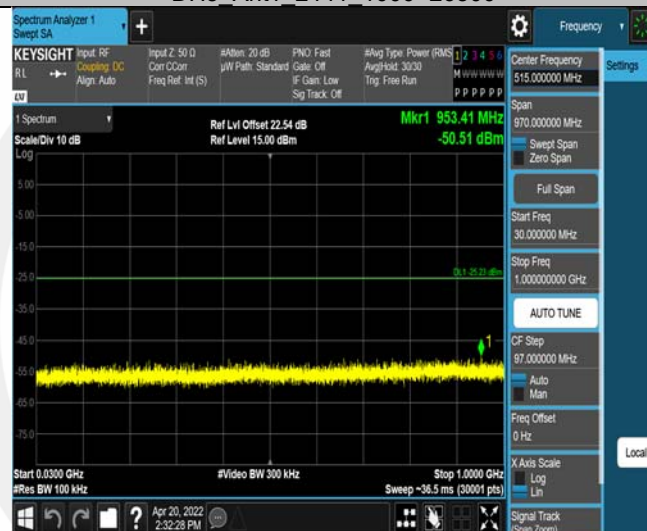 Spectrum Analyzer 1
Swept SA
Frequency
KEYSIGHT
RL
Input: RF
Coupling: DC
Align: Auto
Input Z: 50 Ω
Corr CCorr
Freq Ref: Int (S)
#Atten: 20 dB
µW Path: Standard
PNO: Fast
Gate: Off
IF Gain: Low
Sig Track: Off
#Avg Type: Power (RMS
Avg|Hold: 30/30
Trig: Free Run
1 2 3 4 5 6
M W W W W W
P P P P P P
1 Spectrum
Scale/Div 10 dB
Log
Ref Lvl Offset 22.54 dB
Ref Level 15.00 dBm
Mkr1 953.41 MHz
-50.51 dBm
5.00
-5.00
-15.0
-25.0
-35.0
-45.0
-55.0
-65.0
-75.0
DL1 -25.23 dBm
1
Start 0.0300 GHz
#Res BW 100 kHz
#Video BW 300 kHz
Stop 1.0000 GHz
Sweep ~36.5 ms (30001 pts)
Apr 20, 2022
2:32:28 PM
Center Frequency
515.000000 MHz
Span
970.000000 MHz
Swept Span
Zero Span
Full Span
Start Freq
30.000000 MHz
Stop Freq
1.000000000 GHz
AUTO TUNE
CF Step
97.000000 MHz
Auto
Man
Freq Offset
0 Hz
X Axis Scale
Log
Lin
Signal Track
(Span Zoom)
Settings
Local